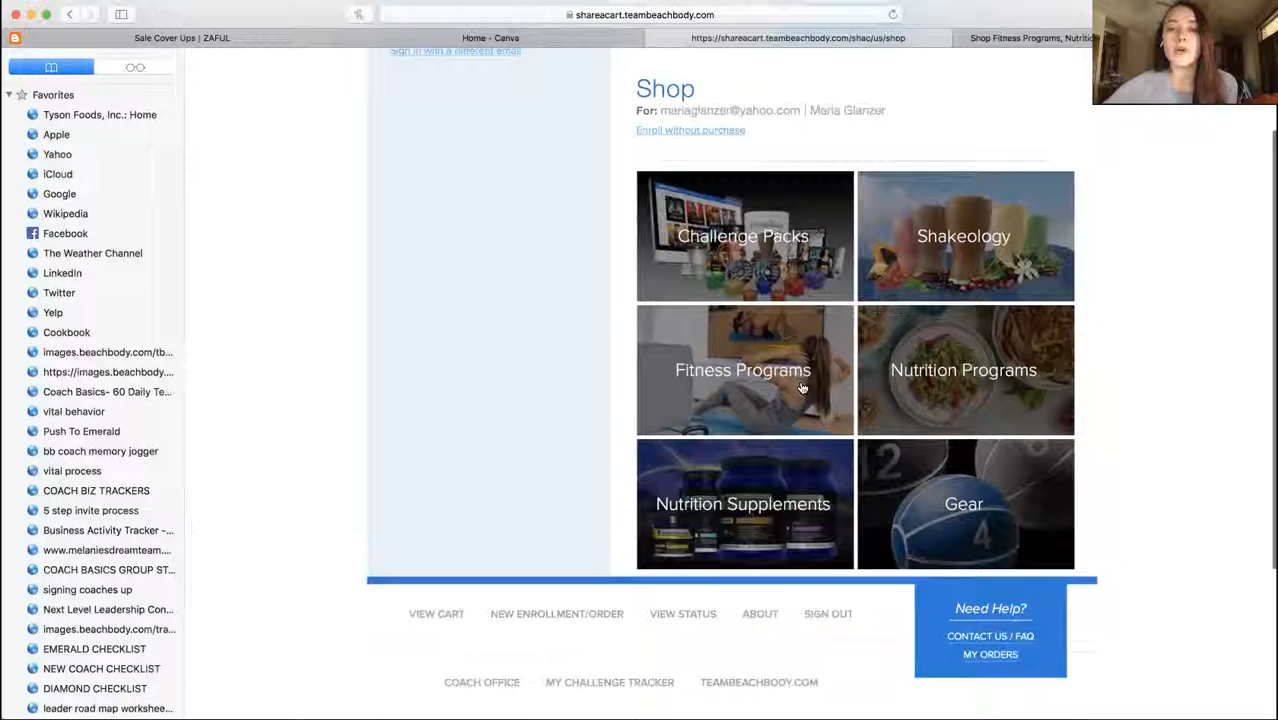 shareacart.teambeachbody.com
Sale Cover Ups | ZAFUL
Home - Canva
https://shareacart.teambeachbody.com/shac/us/shop
Shop Fitness Programs, Nutritic
Favorites
Tyson Foods, Inc.: Home
Apple
Yahoo
iCloud
Google
Wikipedia
Facebook
The Weather Channel
LinkedIn
Twitter
Yelp
Cookbook
images.beachbody.com/tb...
https://images.beachbody....
Coach Basics- 60 Daily Te...
vital behavior
Push To Emerald
bb coach memory jogger
vital process
COACH BIZ TRACKERS
5 step invite process
Business Activity Tracker -...
www.melaniesdreamteam....
COACH BASICS GROUP ST...
signing coaches up
Next Level Leadership Con...
images.beachbody.com/tra...
EMERALD CHECKLIST
NEW COACH CHECKLIST
DIAMOND CHECKLIST
leader road map workshee...
Sign in with a different email
Shop
For: mariaglanzer@yahoo.com | Maria Glanzer
Enroll without purchase
Challenge Packs
Shakeology
Fitness Programs
Nutrition Programs
Nutrition Supplements
Gear
VIEW CART
NEW ENROLLMENT/ORDER
VIEW STATUS
ABOUT
SIGN OUT
Need Help?
CONTACT US / FAQ
MY ORDERS
COACH OFFICE
MY CHALLENGE TRACKER
TEAMBEACHBODY.COM